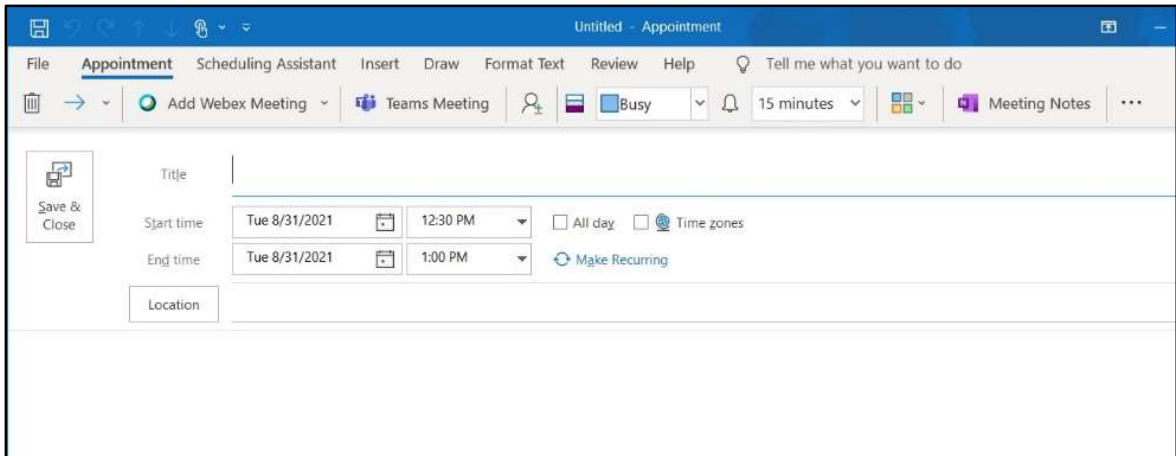 Untitled - Appointment
File Appointment Scheduling Assistant Insert Draw Format Text Review Help Tell me what you want to do
Add Webex Meeting Teams Meeting Busy 15 minutes Meeting Notes ...
Title
Save & Close
Start time Tue 8/31/2021 12:30 PM All day Time zones
End time Tue 8/31/2021 1:00 PM Make Recurring
Location